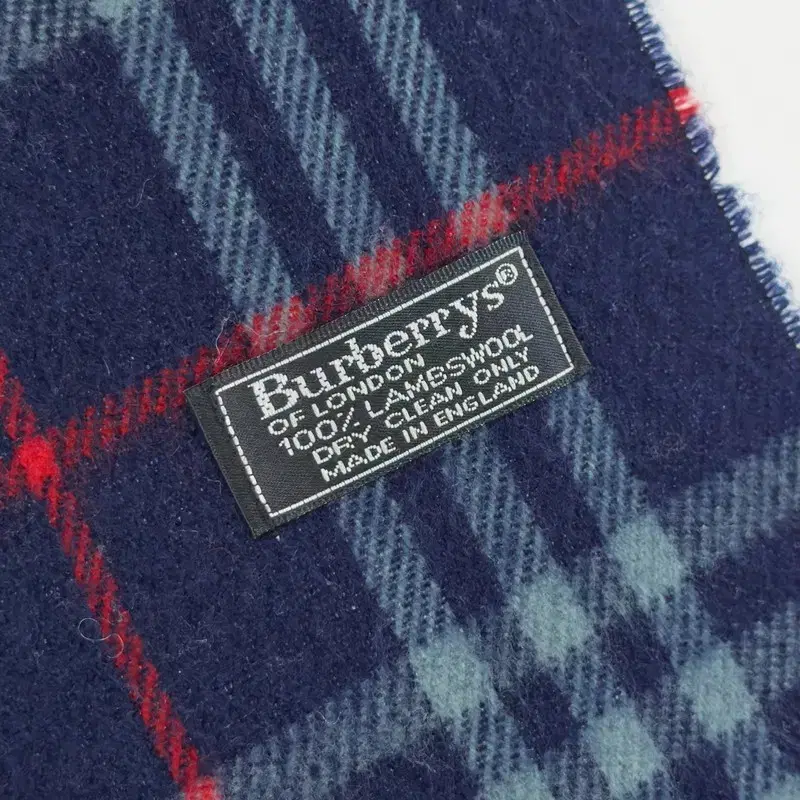 Burberrys®
OF LONDON
100% LAMBSWOOL
DRY CLEAN ONLY
MADE IN ENGLAND